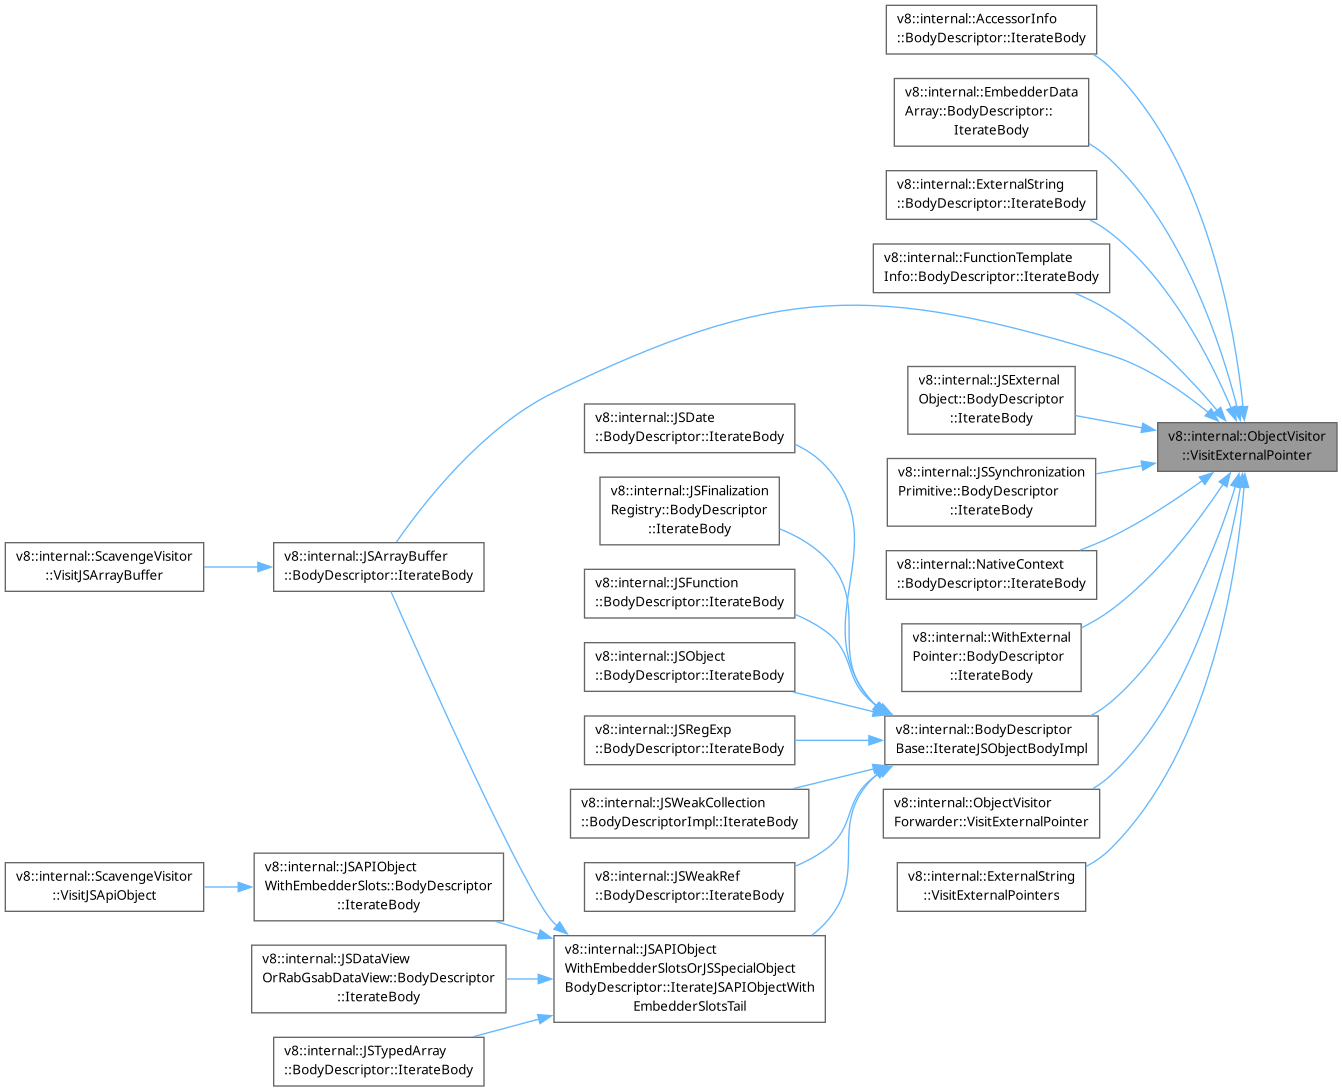 v8::internal::AccessorInfo
::BodyDescriptor::IterateBody
v8::internal::EmbedderData
Array::BodyDescriptor::
IterateBody
v8::internal::ExternalString
::BodyDescriptor::IterateBody
v8::internal::FunctionTemplate
Info::BodyDescriptor::IterateBody
v8::internal::JSExternal
Object::BodyDescriptor
::IterateBody
v8::internal::ObjectVisitor
::VisitExternalPointer
v8::internal::JSSynchronization
Primitive::BodyDescriptor
::IterateBody
v8::internal::NativeContext
::BodyDescriptor::IterateBody
v8::internal::WithExternal
Pointer::BodyDescriptor
::IterateBody
v8::internal::BodyDescriptor
Base::IterateJSObjectBodyImpl
v8::internal::ObjectVisitor
Forwarder::VisitExternalPointer
v8::internal::ExternalString
::VisitExternalPointers
v8::internal::JSDate
::BodyDescriptor::IterateBody
v8::internal::JSFinalization
Registry::BodyDescriptor
::IterateBody
v8::internal::JSFunction
::BodyDescriptor::IterateBody
v8::internal::JSObject
::BodyDescriptor::IterateBody
v8::internal::JSRegExp
::BodyDescriptor::IterateBody
v8::internal::JSWeakCollection
::BodyDescriptorImpl::IterateBody
v8::internal::JSWeakRef
::BodyDescriptor::IterateBody
v8::internal::JSAPIObject
WithEmbedderSlotsOrJSSpecialObject
BodyDescriptor::IterateJSAPIObjectWith
EmbedderSlotsTail
v8::internal::JSArrayBuffer
::BodyDescriptor::IterateBody
v8::internal::ScavengeVisitor
::VisitJSArrayBuffer
v8::internal::JSAPIObject
WithEmbedderSlots::BodyDescriptor
::IterateBody
v8::internal::ScavengeVisitor
::VisitJSApiObject
v8::internal::JSDataView
OrRabGsabDataView::BodyDescriptor
::IterateBody
v8::internal::JSTypedArray
::BodyDescriptor::IterateBody